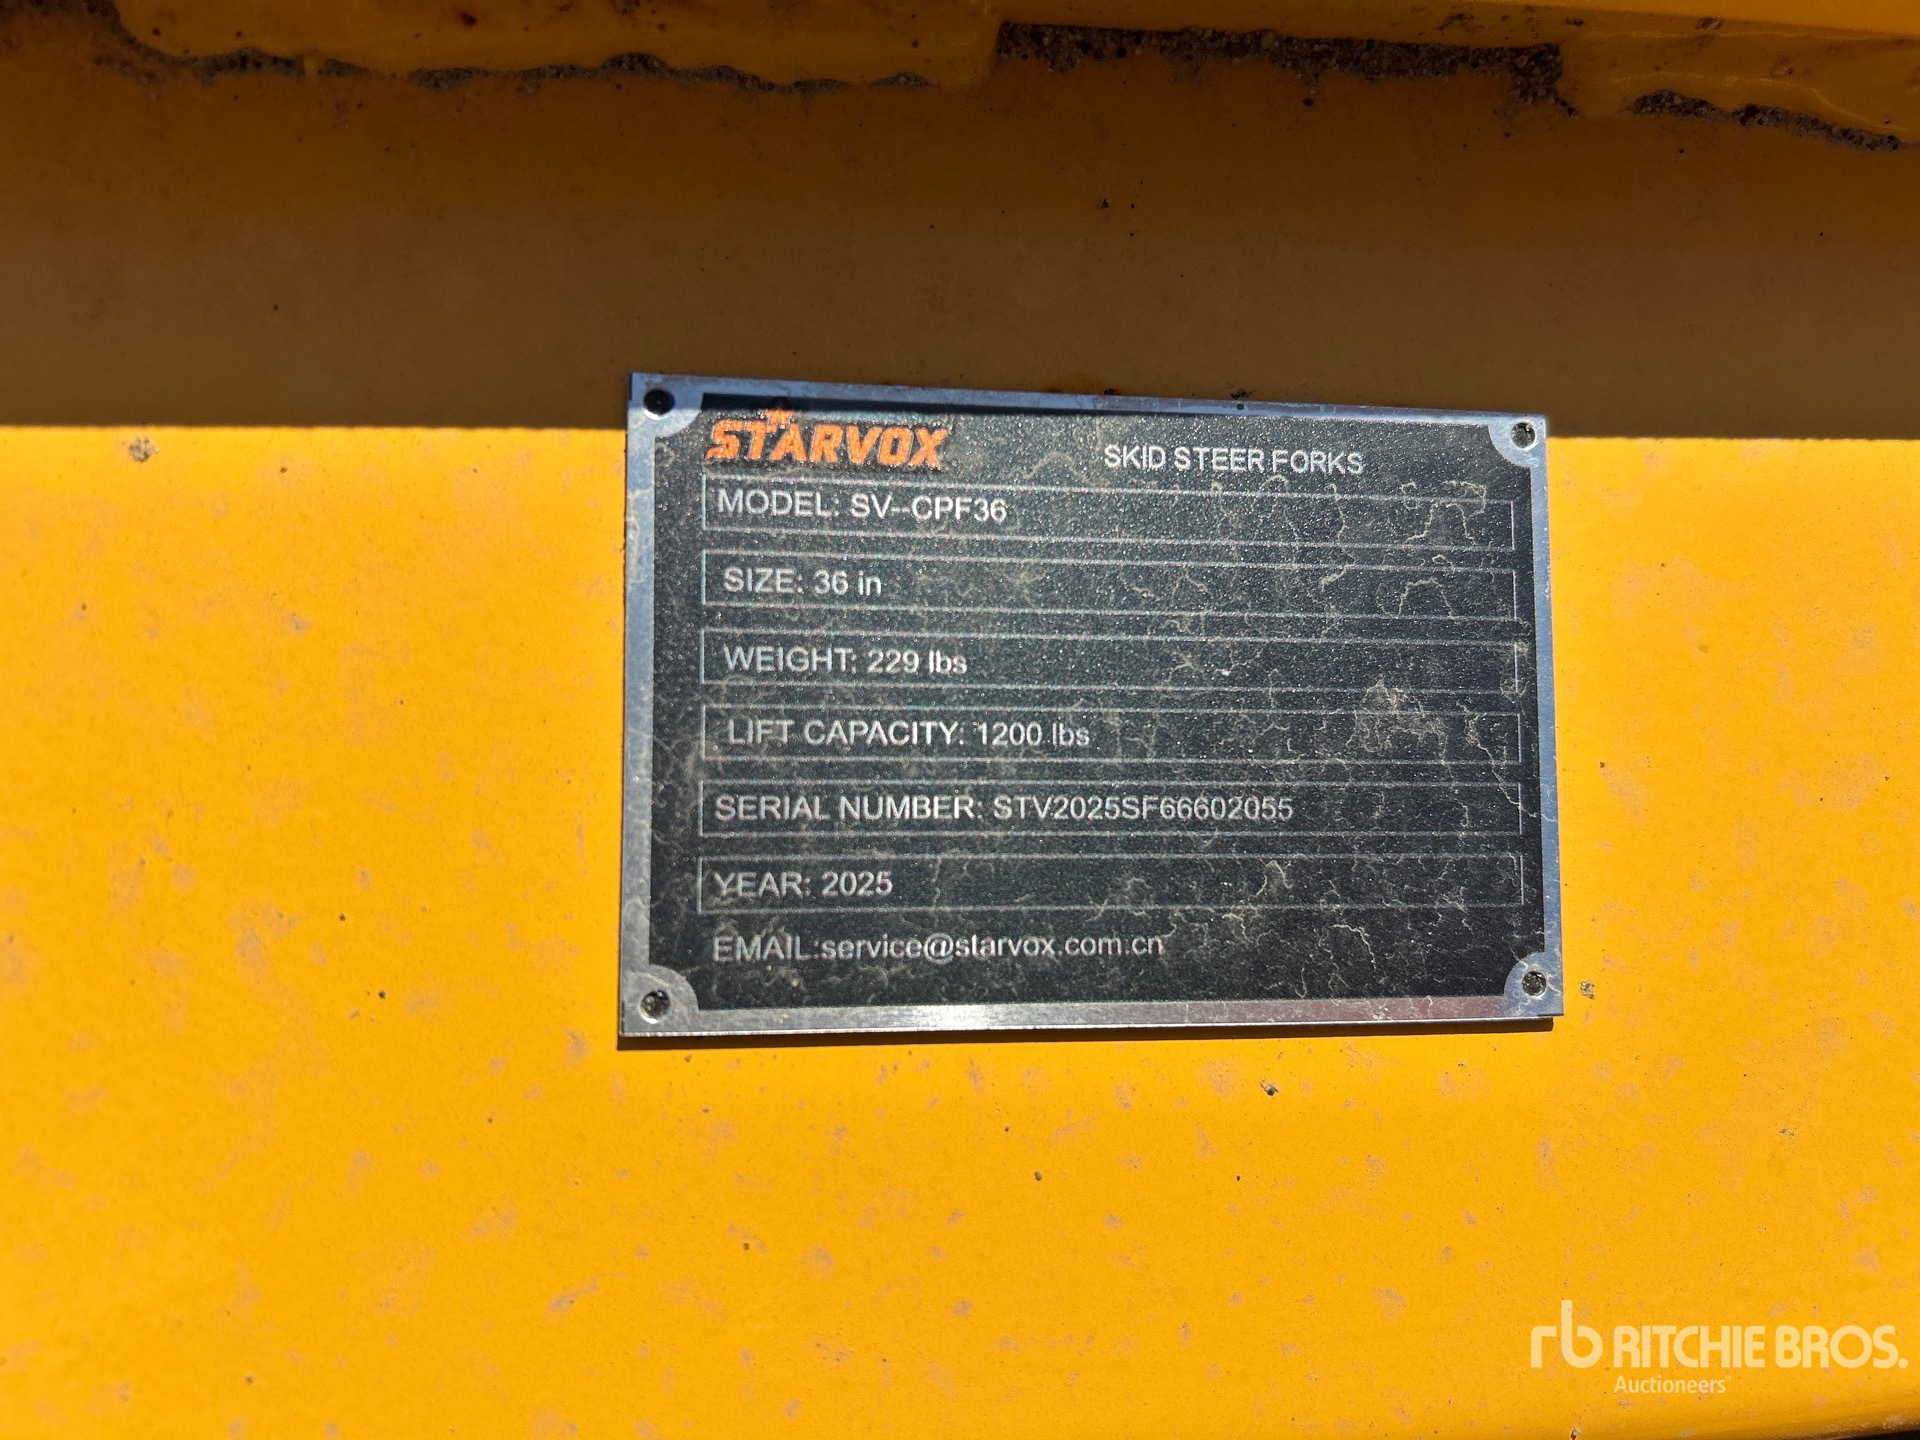 STARVOX
SKID STEER FORKS
MODEL: SV--CPF36
SIZE: 36 in
WEIGHT: 229 lbs
LIFT CAPACITY: 1200 lbs
SERIAL NUMBER: STV2025SF66602055
YEAR: 2025
EMAIL:service@starvox.com.cn
rb RITCHIE BROS.
Auctioneers